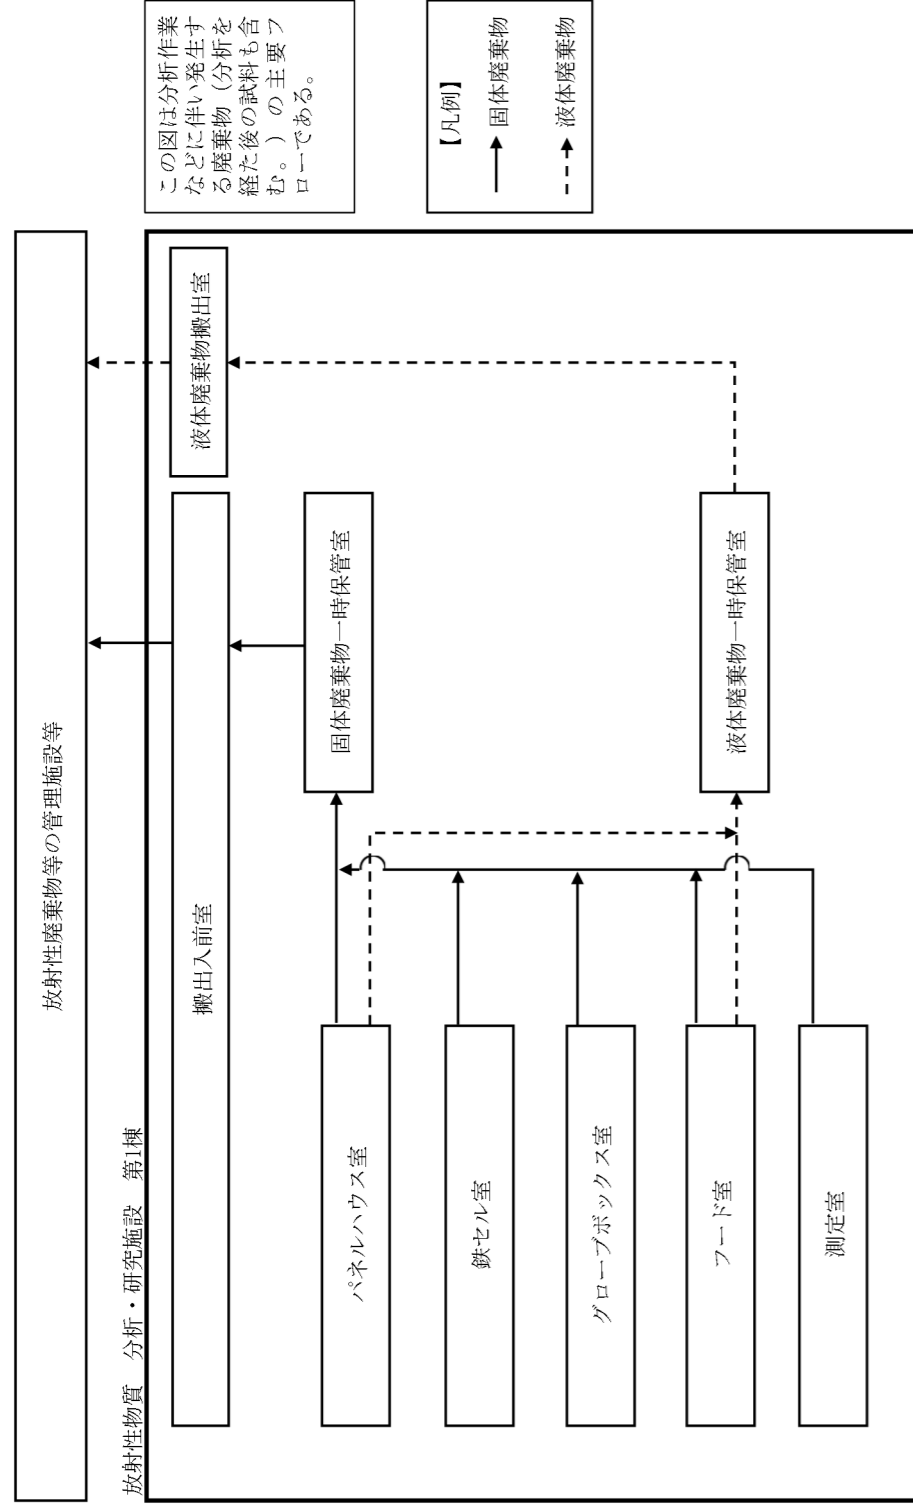 放射性廃棄物等の管理施設等
放射性物質 分析・研究施設 第1棟
搬出入前室
液体廃棄物搬出室
パネルハウス室
鉄セル室
グローブボックス室
フード室
測定室
固体廃棄物一時保管室
液体廃棄物一時保管室
この図は分析作業
などに伴い発生す
る廃棄物（分析を
経た後の試料も含
む。）の主要フ
ローである。
【凡例】
固体廃棄物
液体廃棄物